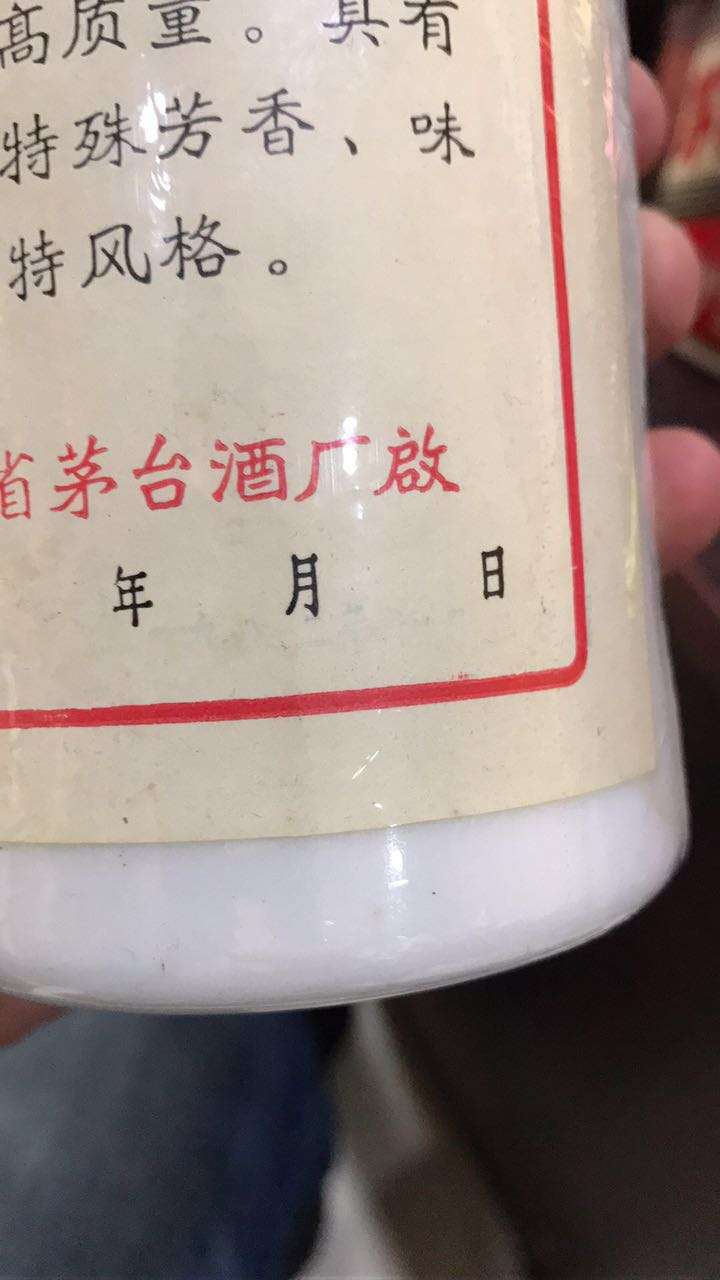 高质量。具有
特殊芳香、味
特风格。
省茅台酒厂啟
年 月 日